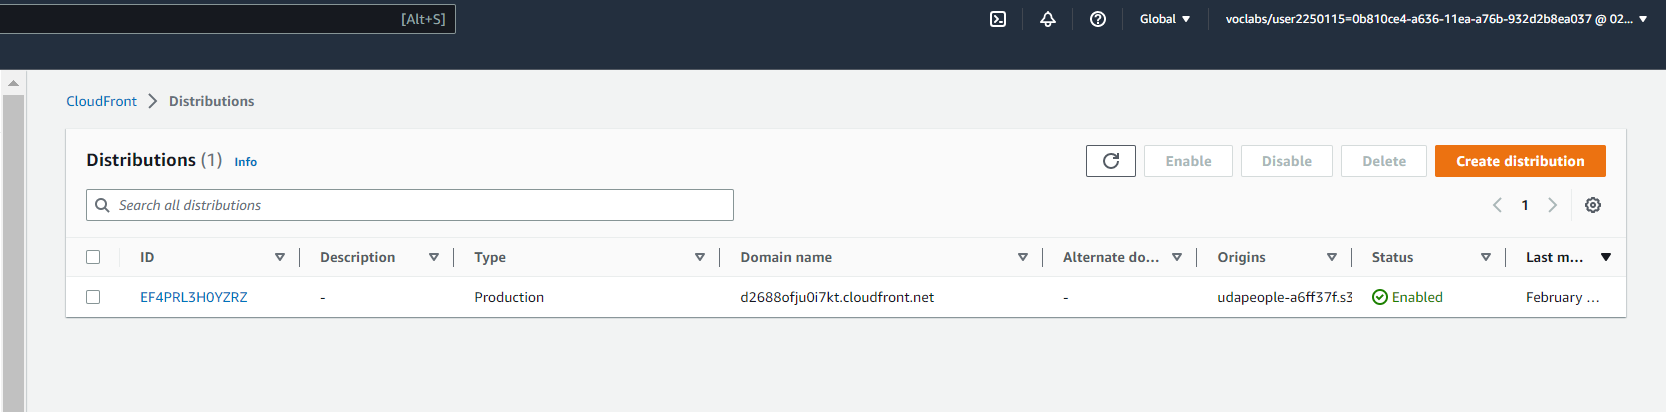 [Alt+S]
Global
voclabs/user2250115=0b810ce4-a636-11ea-a76b-932d2b8ea037 @ 02...
CloudFront
Distributions
Distributions (1) Info
Enable
Disable
Delete
Create distribution
Search all distributions
1
ID Description Type Domain name Alternate do... Origins Status Last m...
EF4PRL3H0YZRZ - Production d2688ofju0i7kt.cloudfront.net - udapeople-a6ff37f.s3 Enabled February ...